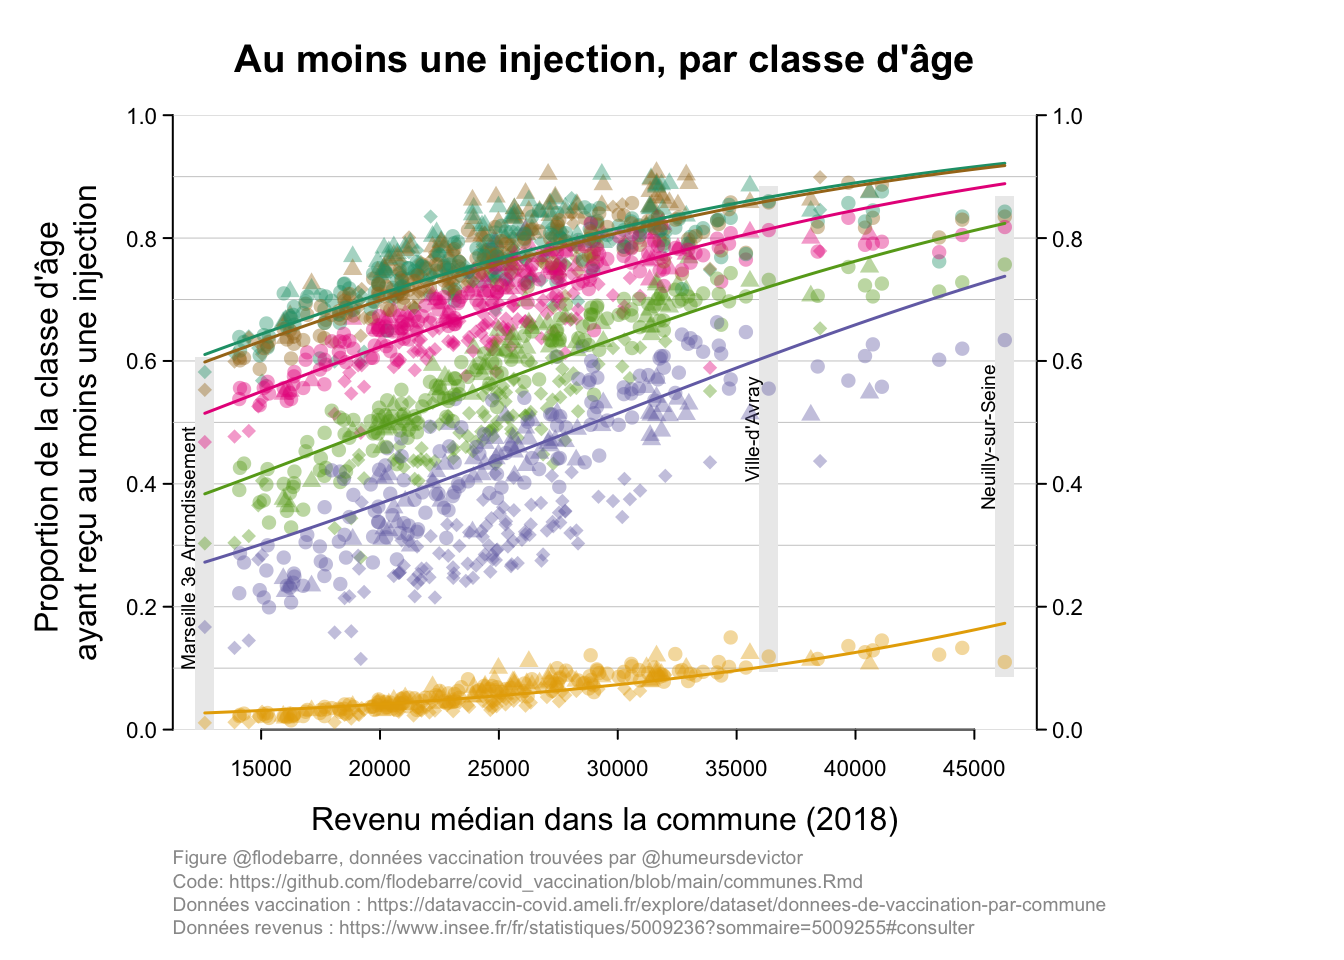 Au moins une injection, par classe d'âge
Proportion de la classe d'âge
ayant reçu au moins une injection
1.0
0.8
0.6
0.4
0.2
0.0
1.0
0.8
0.6
0.4
0.2
0.0
Marseille 3e Arrondissement
Ville-d'Avray
Neuilly-sur-Seine
15000 20000 25000 30000 35000 40000 45000
Revenu médian dans la commune (2018)
Figure @flodebarre, données vaccination trouvées par @humeursdevictor
Code: https://github.com/flodebarre/covid_vaccination/blob/main/communes.Rmd
Données vaccination : https://datavaccin-covid.ameli.fr/explore/dataset/donnees-de-vaccination-par-commune
Données revenus : https://www.insee.fr/fr/statistiques/5009236?sommaire=5009255#consulter